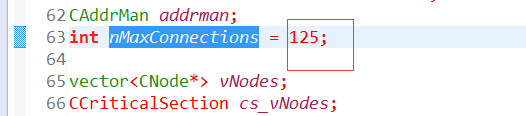 62 CAddrMan addrman;
63 int nMaxConnections = 125;
64
65 vector<CNode*> vNodes;
66 CCriticalSection cs_vNodes;